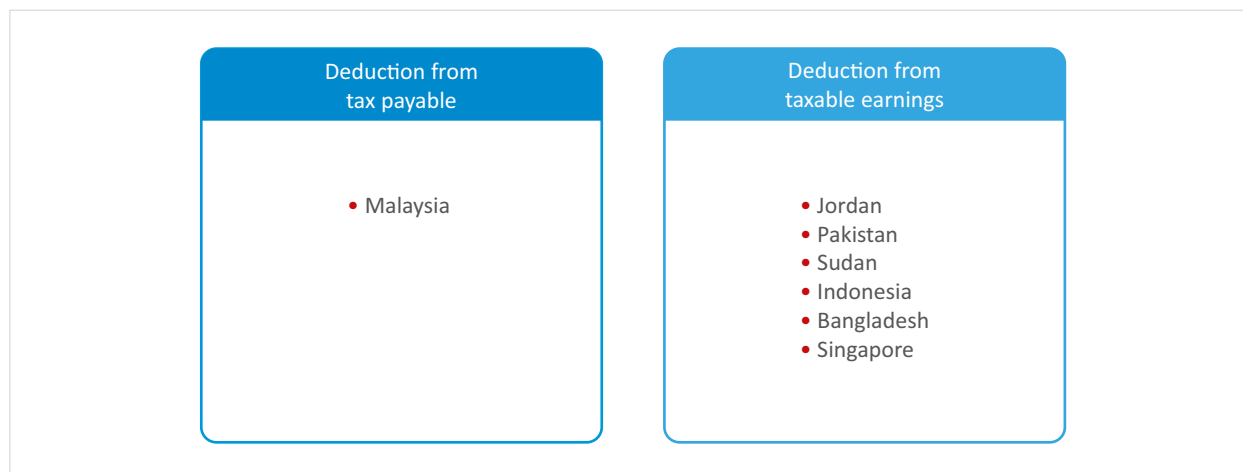 Deduction from
tax payable
• Malaysia
Deduction from
taxable earnings
• Jordan
• Pakistan
• Sudan
• Indonesia
• Bangladesh
• Singapore